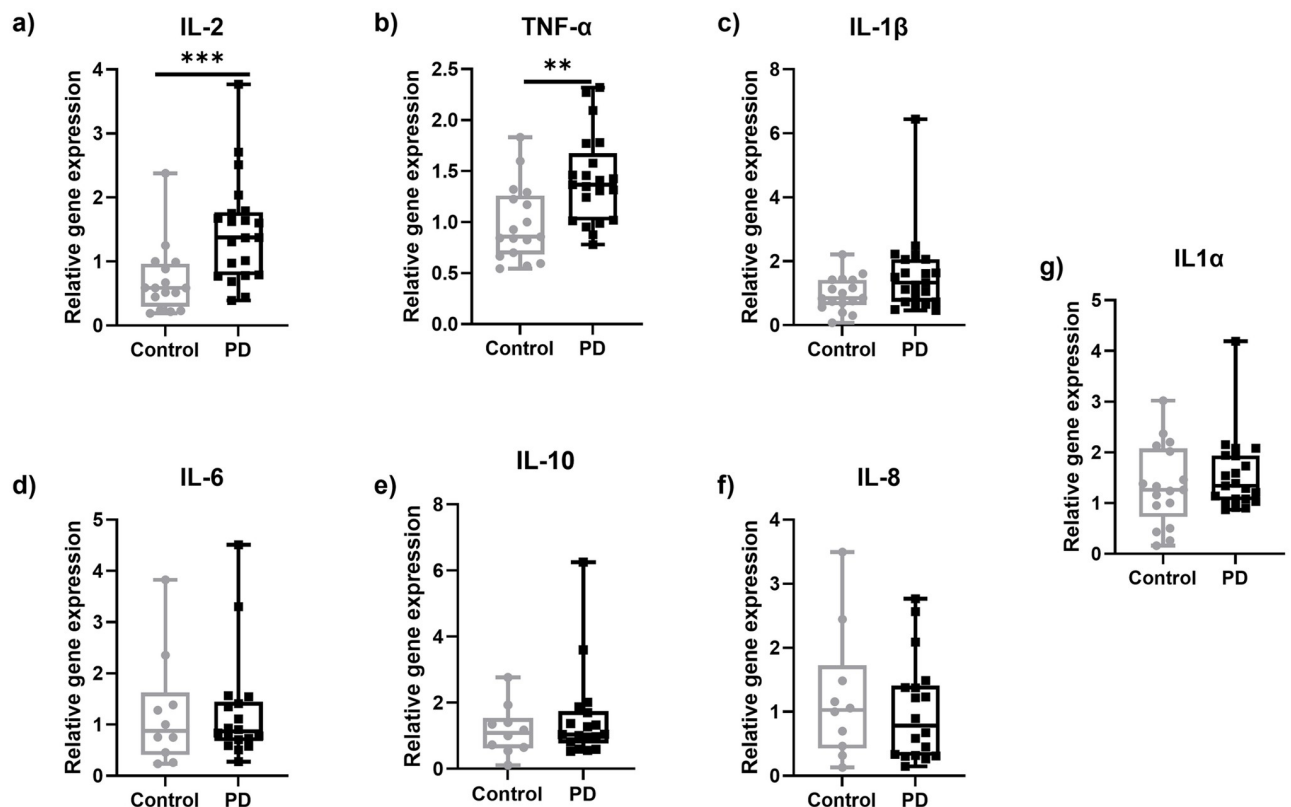 a)
IL-2
***
Relative gene expression
4
3
2
1
0
Control PD
b)
TNF-α
**
Relative gene expression
2.5
2.0
1.5
1.0
0.5
0.0
Control PD
c)
IL-1β
Relative gene expression
8
6
4
2
0
Control PD
g)
IL1α
Relative gene expression
5
4
3
2
1
0
Control PD
d)
IL-6
Relative gene expression
5
4
3
2
1
0
Control PD
e)
IL-10
Relative gene expression
8
6
4
2
0
Control PD
f)
IL-8
Relative gene expression
4
3
2
1
0
Control PD